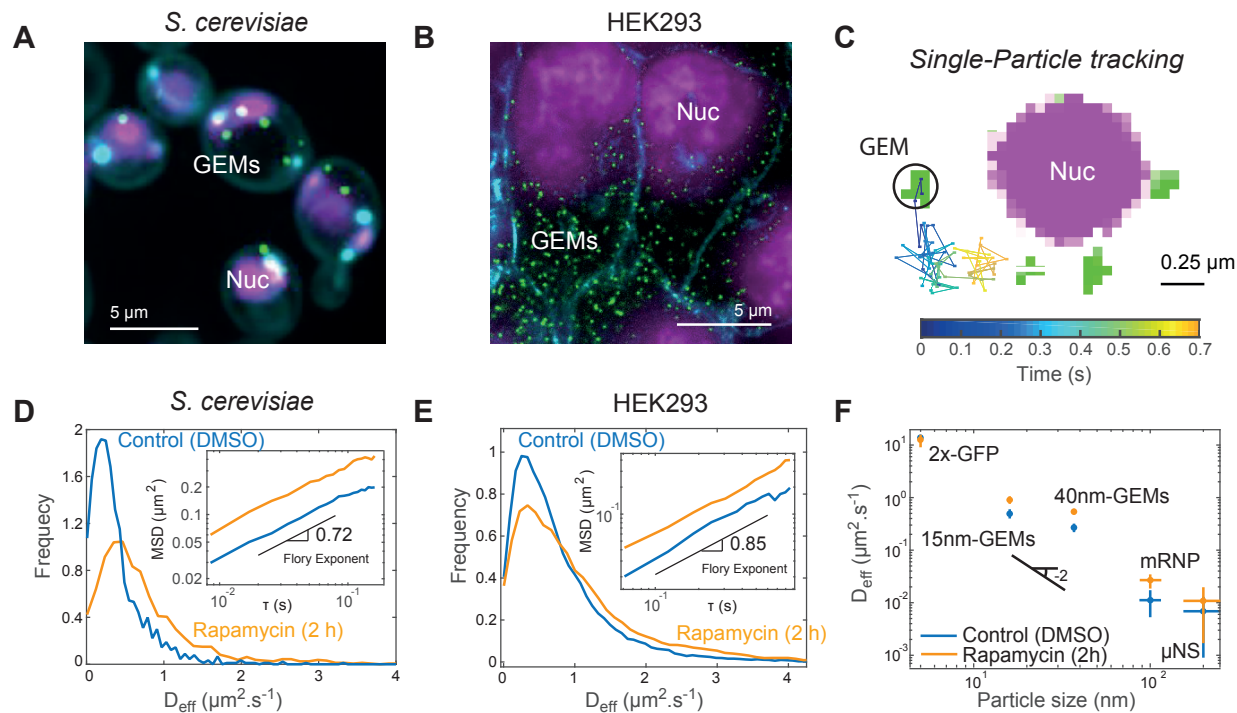 A
S. cerevisiae
GEMs
Nuc
5 µm
B
HEK293
Nuc
GEMs
5 µm
C
Single-Particle tracking
GEM
Nuc
0.25 µm
0 0.1 0.2 0.3 0.4 0.5 0.6 0.7
Time (s)
D
S. cerevisiae
Control (DMSO)
Rapamycin (2 h)
Frequecy
2
1.6
1.2
0.8
0.4
0
0 1 2 3 4
D_eff (µm².s⁻¹)
MSD (µm²)
0.2
0.1
0.05
0.02
0.72
Flory Exponent
10⁻² 10⁻¹
τ (s)
E
HEK293
Control (DMSO)
Rapamycin (2 h)
Frequency
1
0.8
0.6
0.4
0.2
0
0 1 2 3 4
D_eff (µm².s⁻¹)
MSD (µm²)
10⁻¹
0.85
Flory Exponent
10⁻¹
τ (s)
F
D_eff (µm².s⁻¹)
10¹
10⁰
10⁻¹
10⁻²
10⁻³
2x-GFP
40nm-GEMs
15nm-GEMs
-2
mRNP
µNS
Control (DMSO)
Rapamycin (2h)
10¹ 10²
Particle size (nm)